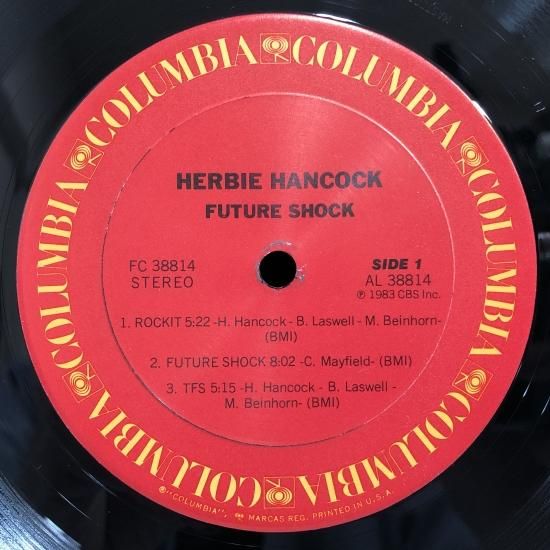 COLUMBIA COLUMBIA COLUMBIA COLUMBIA COLUMBIA COLUMBIA
HERBIE HANCOCK
FUTURE SHOCK
FC 38814
STEREO
SIDE 1
AL 38814
℗ 1983 CBS Inc.
1. ROCKIT 5:22 -H. Hancock - B. Laswell - M. Beinhorn-
(BMI)
2. FUTURE SHOCK 8:02 -C. Mayfield- (BMI)
3. TFS 5:15 -H. Hancock - B. Laswell -
M. Beinhorn- (BMI)
®"COLUMBIA", MARCAS REG. PRINTED IN U.S.A.